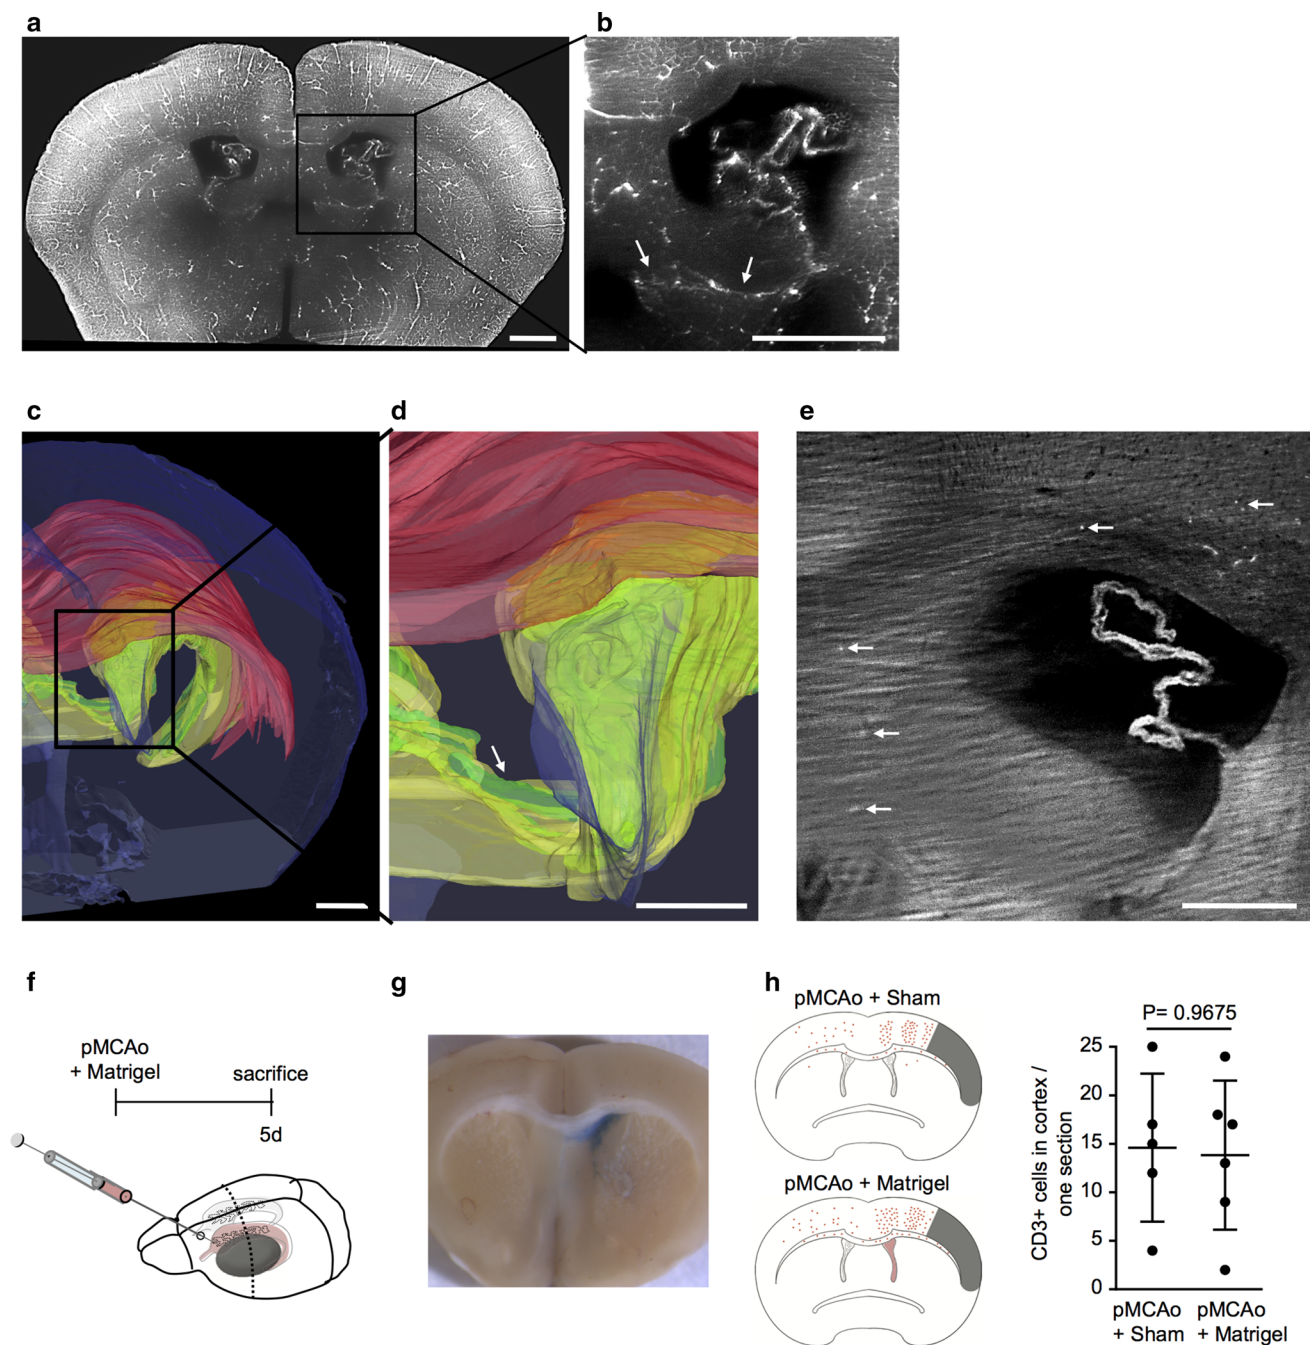 a
b
c
d
e
f
g
h
pMCAo
+ Matrigel
sacrifice
5d
pMCAo + Sham
pMCAo + Matrigel
P= 0.9675
CD3+ cells in cortex /
one section
25
20
15
10
5
0
pMCAo
+ Sham
pMCAo
+ Matrigel